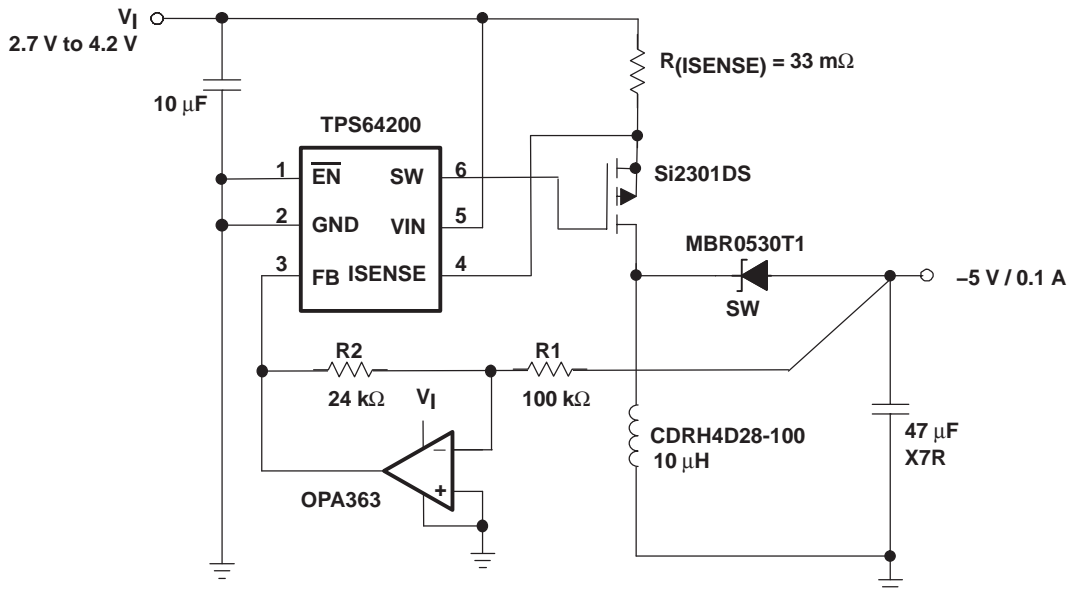 VI
2.7 V to 4.2 V
R(ISENSE) = 33 mΩ
10 μF
TPS64200
1 EN SW 6
2 GND VIN 5
3 FB ISENSE 4
Si2301DS
MBR0530T1
SW
–5 V / 0.1 A
R2
24 kΩ
R1
100 kΩ
VI
–
+
OPA363
CDRH4D28-100
10 μH
47 μF
X7R